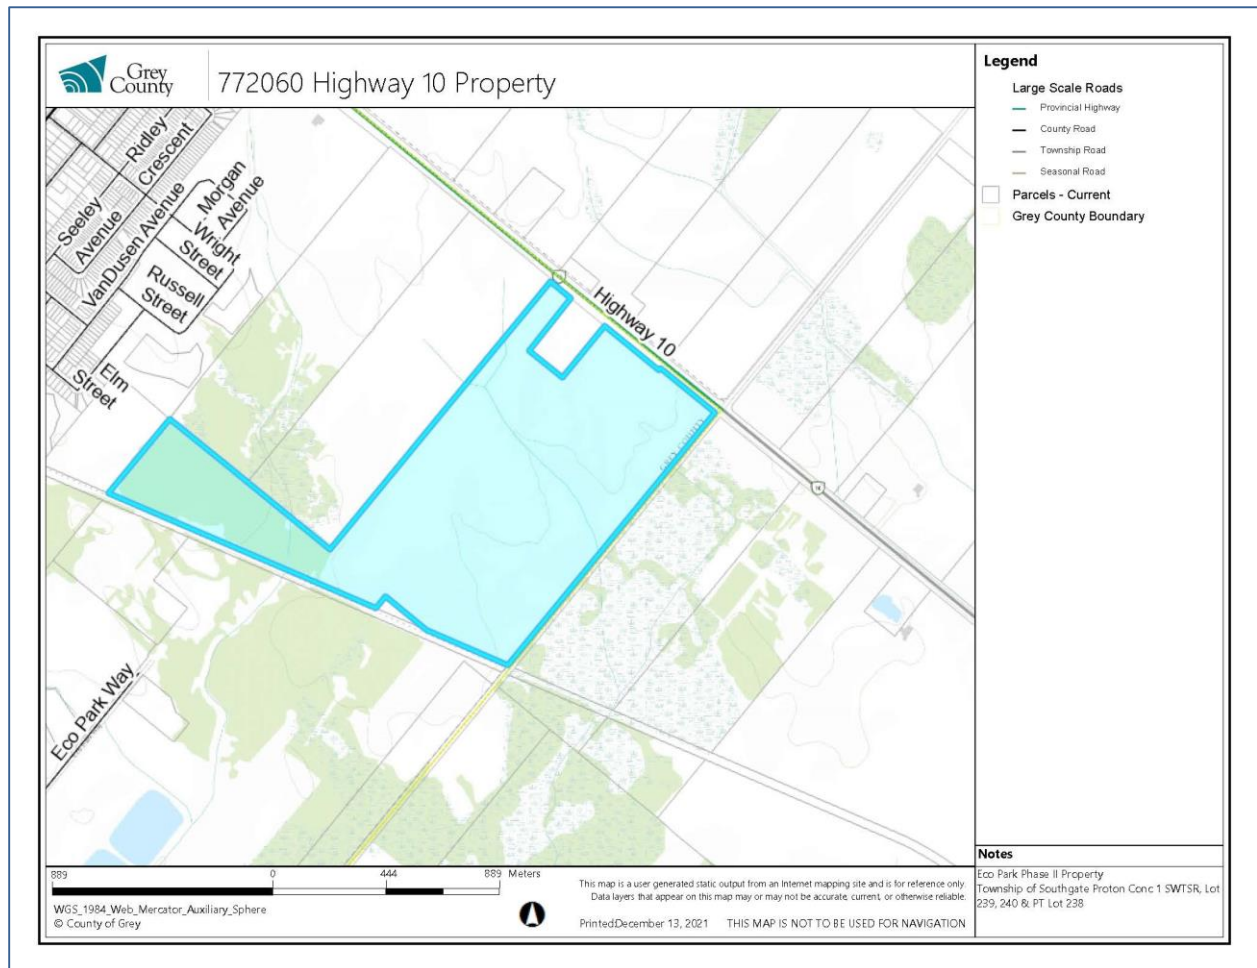 Grey
County
772060 Highway 10 Property
Ridley
Crescent
Seeley
Avenue
VanDusen Avenue
Morgan
Avenue
Wright
Street
Russell
Street
Elm
Street
Highway 10
GREY COUNTY
10
Eco Park Way
Legend
Large Scale Roads
Provincial Highway
County Road
Township Road
Seasonal Road
Parcels - Current
Grey County Boundary
Notes
Eco Park Phase II Property
Township of Southgate Proton Conc 1 SWTSR, Lot
239, 240 & PT Lot 238
889 0 444 889 Meters
WGS_1984_Web_Mercator_Auxiliary_Sphere
© County of Grey
This map is a user generated static output from an Internet mapping site and is for reference only.
Data layers that appear on this map may or may not be accurate, current, or otherwise reliable.
Printed:December 13, 2021 THIS MAP IS NOT TO BE USED FOR NAVIGATION